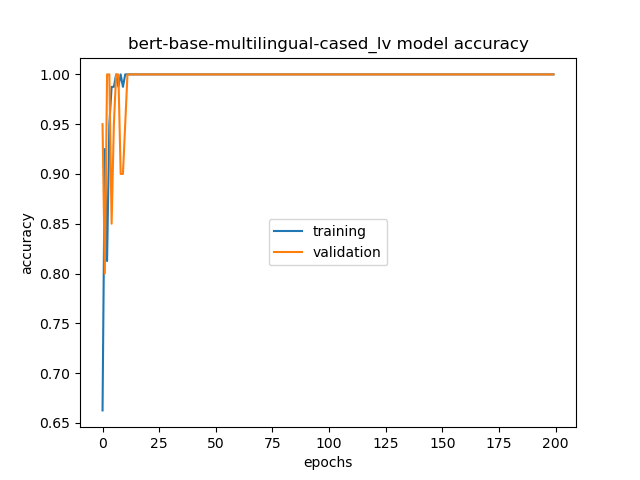 bert-base-multilingual-cased_lv model accuracy
1.00
0.95
0.90
0.85
0.80
0.75
0.70
0.65
accuracy
training
validation
0 25 50 75 100 125 150 175 200
epochs